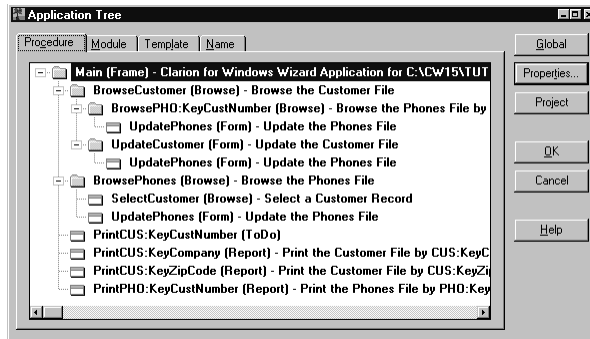 Application Tree
Procedure Module Template Name
Main (Frame) - Clarion for Windows Wizard Application for C:\CW15\TUT
BrowseCustomer (Browse) - Browse the Customer File
BrowsePHO:KeyCustNumber (Browse) - Browse the Phones File by
UpdatePhones (Form) - Update the Phones File
UpdateCustomer (Form) - Update the Customer File
UpdatePhones (Form) - Update the Phones File
BrowsePhones (Browse) - Browse the Phones File
SelectCustomer (Browse) - Select a Customer Record
UpdatePhones (Form) - Update the Phones File
PrintCUS:KeyCustNumber (ToDo)
PrintCUS:KeyCompany (Report) - Print the Customer File by CUS:KeyC
PrintCUS:KeyZipCode (Report) - Print the Customer File by CUS:KeyZi
PrintPHO:KeyCustNumber (Report) - Print the Phones File by PHO:Key
Global
Properties...
Project
OK
Cancel
Help